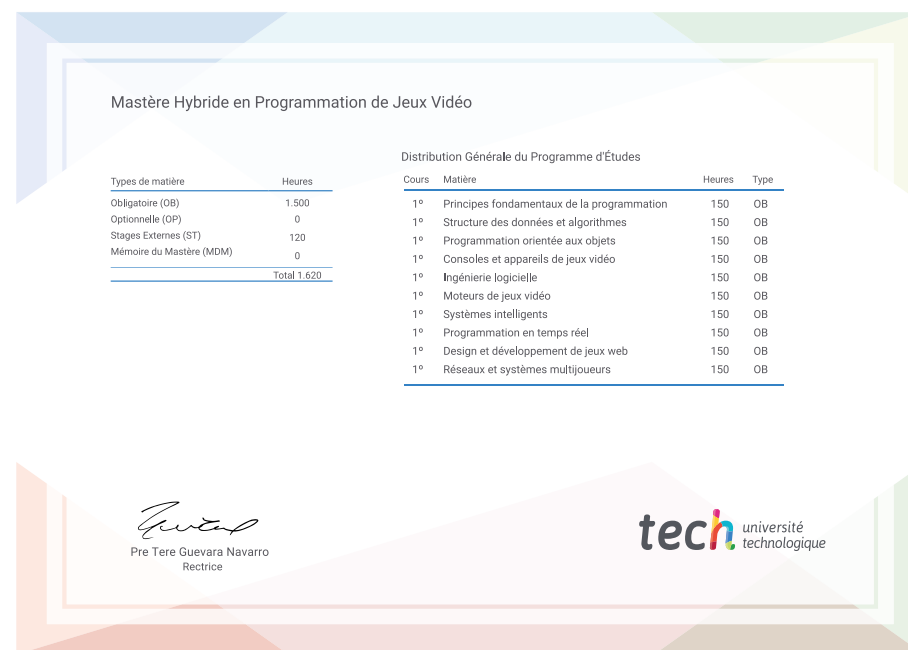 Mastère Hybride en Programmation de Jeux Vidéo
Types de matière Heures
Obligatoire (OB) 1.500
Optionnelle (OP) 0
Stages Externes (ST) 120
Mémoire du Mastère (MDM) 0
Total 1.620
Distribution Générale du Programme d'Études
Cours Matière Heures Type
1º Principes fondamentaux de la programmation 150 OB
1º Structure des données et algorithmes 150 OB
1º Programmation orientée aux objets 150 OB
1º Consoles et appareils de jeux vidéo 150 OB
1º Ingénierie logicielle 150 OB
1º Moteurs de jeux vidéo 150 OB
1º Systèmes intelligents 150 OB
1º Programmation en temps réel 150 OB
1º Design et développement de jeux web 150 OB
1º Réseaux et systèmes multijoueurs 150 OB
Pre Tere Guevara Navarro
Rectrice
tech université
technologique